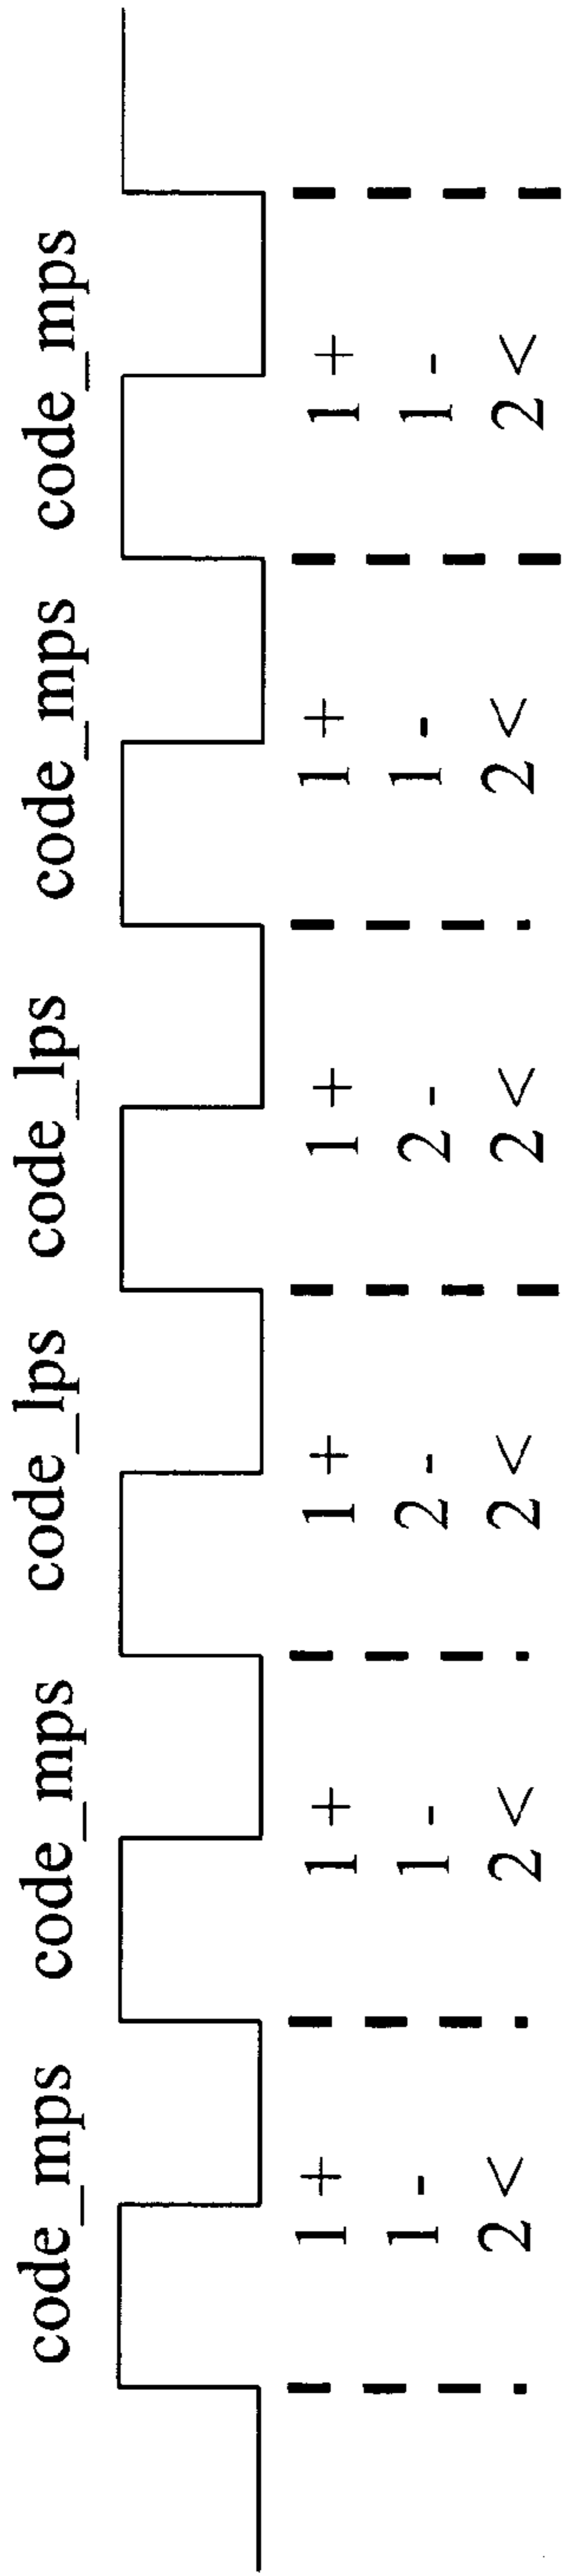 code_mps code_mps code_lps code_lps code_mps code_mps
1 + 1 + 1 + 1 + 1 + 1 +
1 - 1 - 2 - 2 - 1 - 1 -
2 < 2 < 2 < 2 < 2 < 2 <